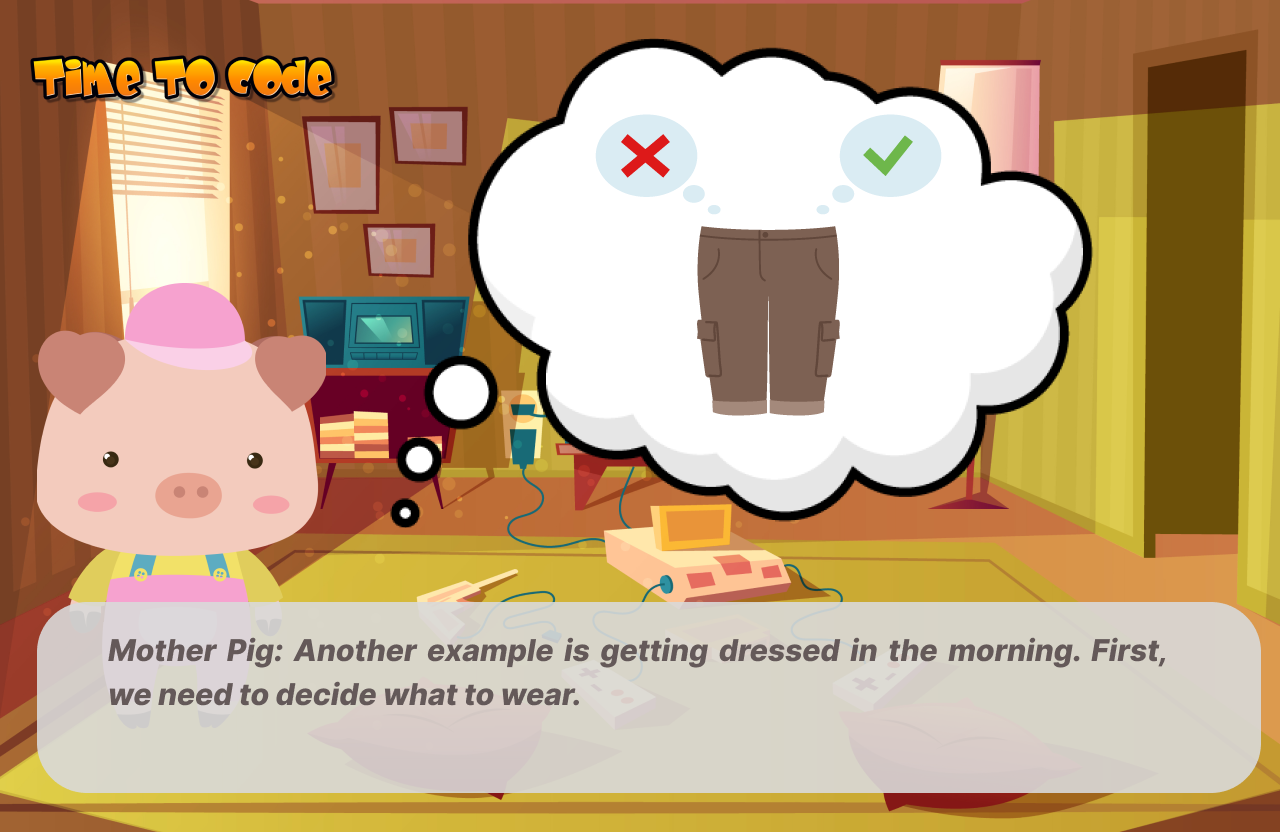 Time To Code
Mother Pig: Another example is getting dressed in the morning. First,
we need to decide what to wear.